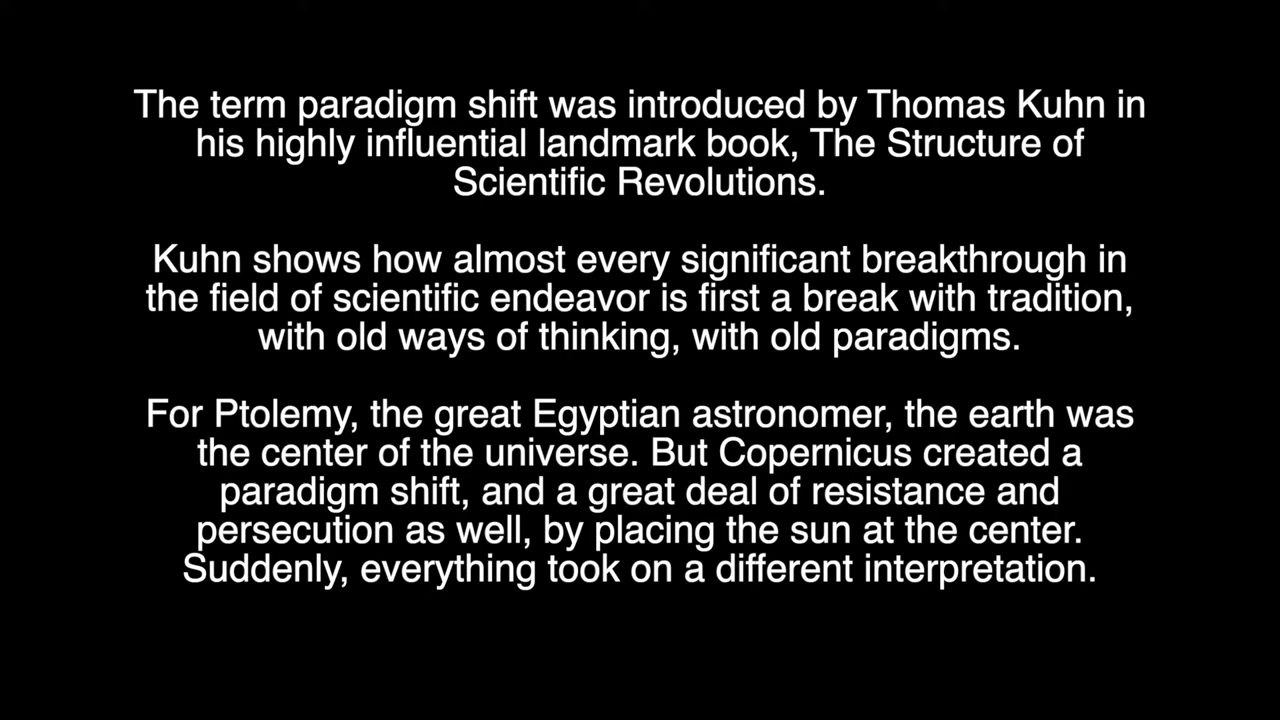 The term paradigm shift was introduced by Thomas Kuhn in
his highly influential landmark book, The Structure of
Scientific Revolutions.
Kuhn shows how almost every significant breakthrough in
the field of scientific endeavor is first a break with tradition,
with old ways of thinking, with old paradigms.
For Ptolemy, the great Egyptian astronomer, the earth was
the center of the universe. But Copernicus created a
paradigm shift, and a great deal of resistance and
persecution as well, by placing the sun at the center.
Suddenly, everything took on a different interpretation.